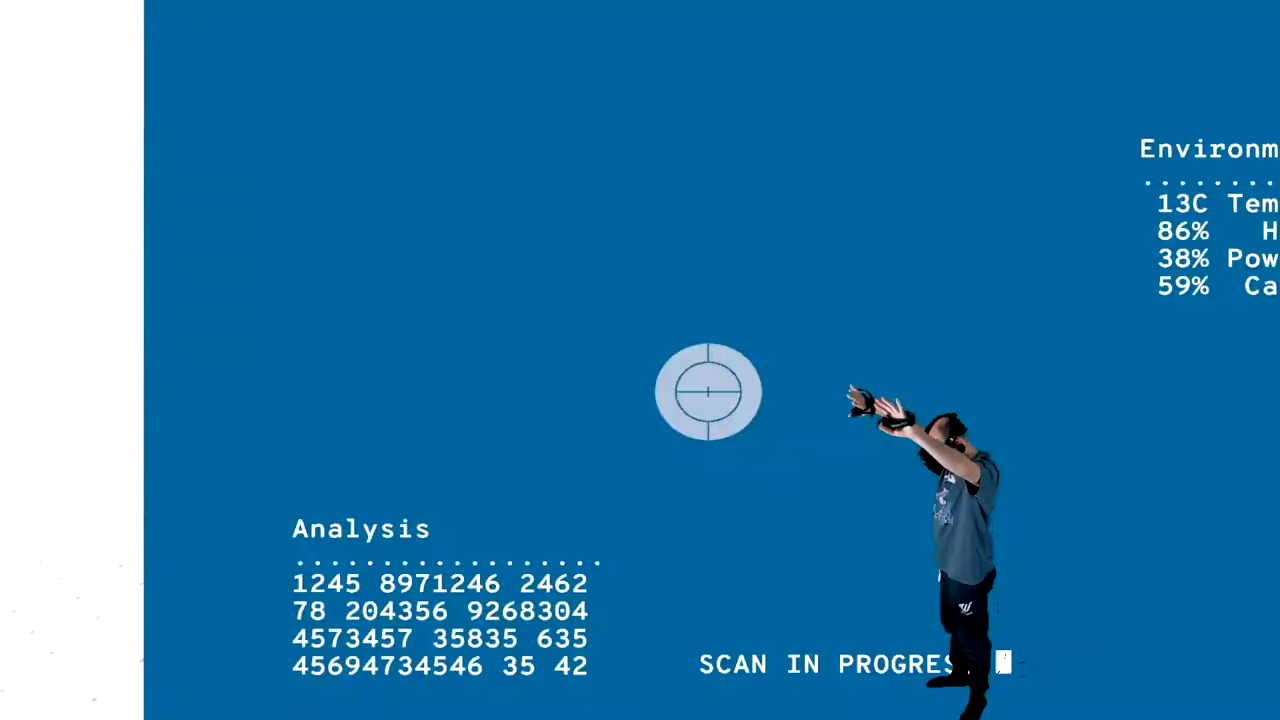 Environm
13C Tem
86% H
38% Pow
59% Ca
Analysis
1245 8971246 2462
78 204356 9268304
4573457 35835 635
45694734546 35 42
SCAN IN PROGRES